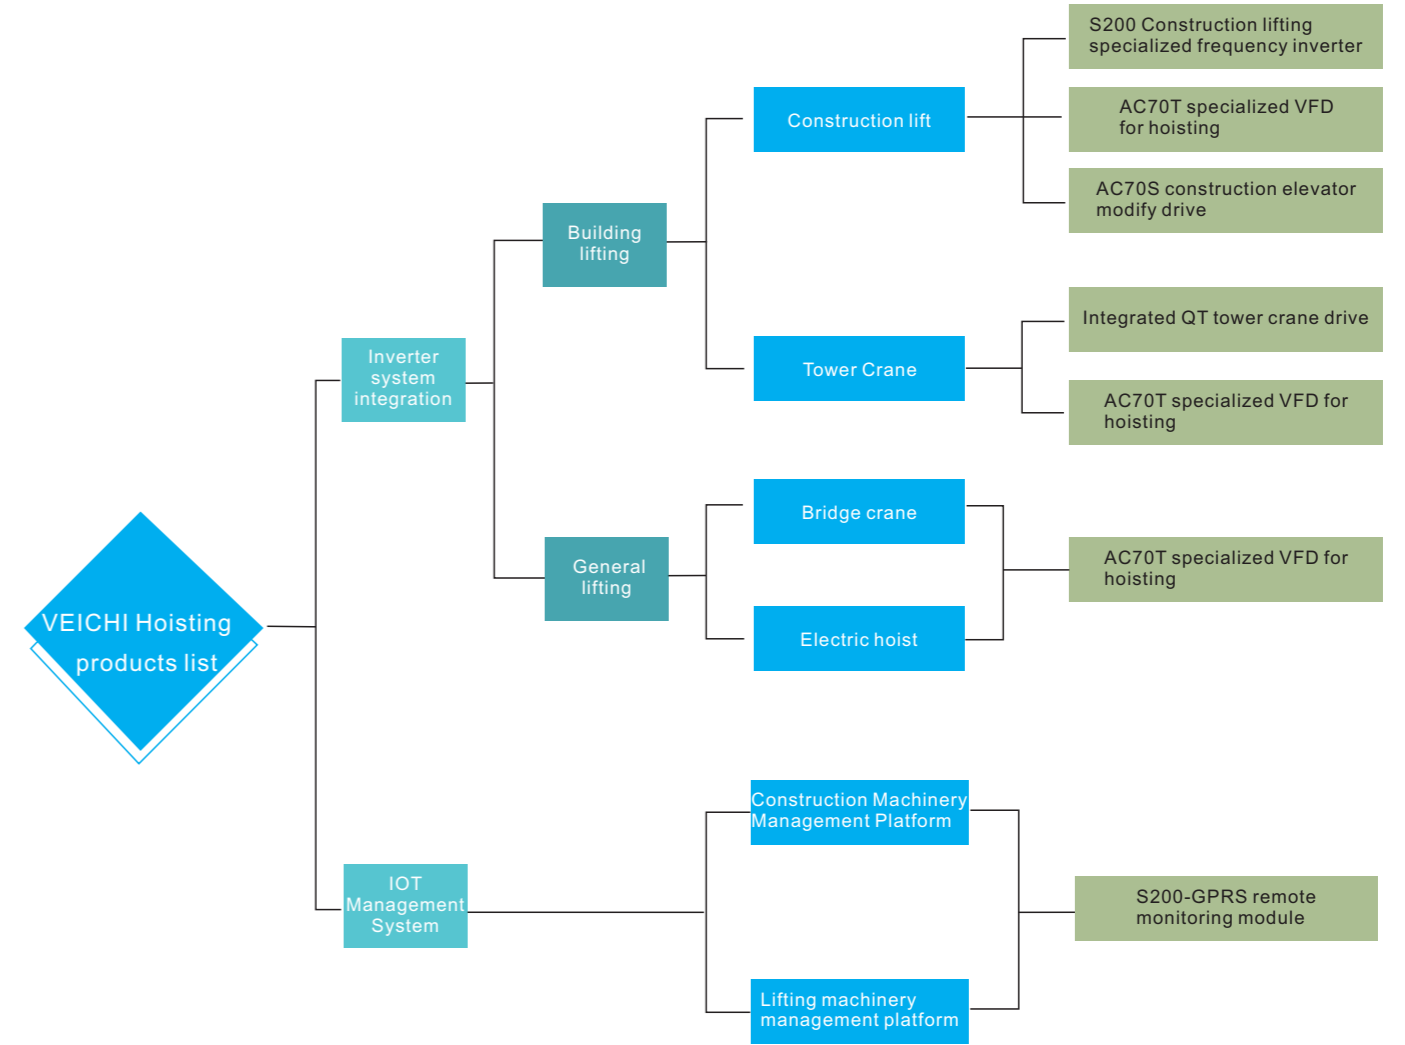 VEICHI Hoisting
products list
Inverter
system
integration
Building
lifting
Construction lift
S200 Construction lifting
specialized frequency inverter
AC70T specialized VFD
for hoisting
AC70S construction elevator
modify drive
Tower Crane
Integrated QT tower crane drive
AC70T specialized VFD for
hoisting
General
lifting
Bridge crane
Electric hoist
AC70T specialized VFD for
hoisting
IOT
Management
System
Construction Machinery
Management Platform
Lifting machinery
management platform
S200-GPRS remote
monitoring module